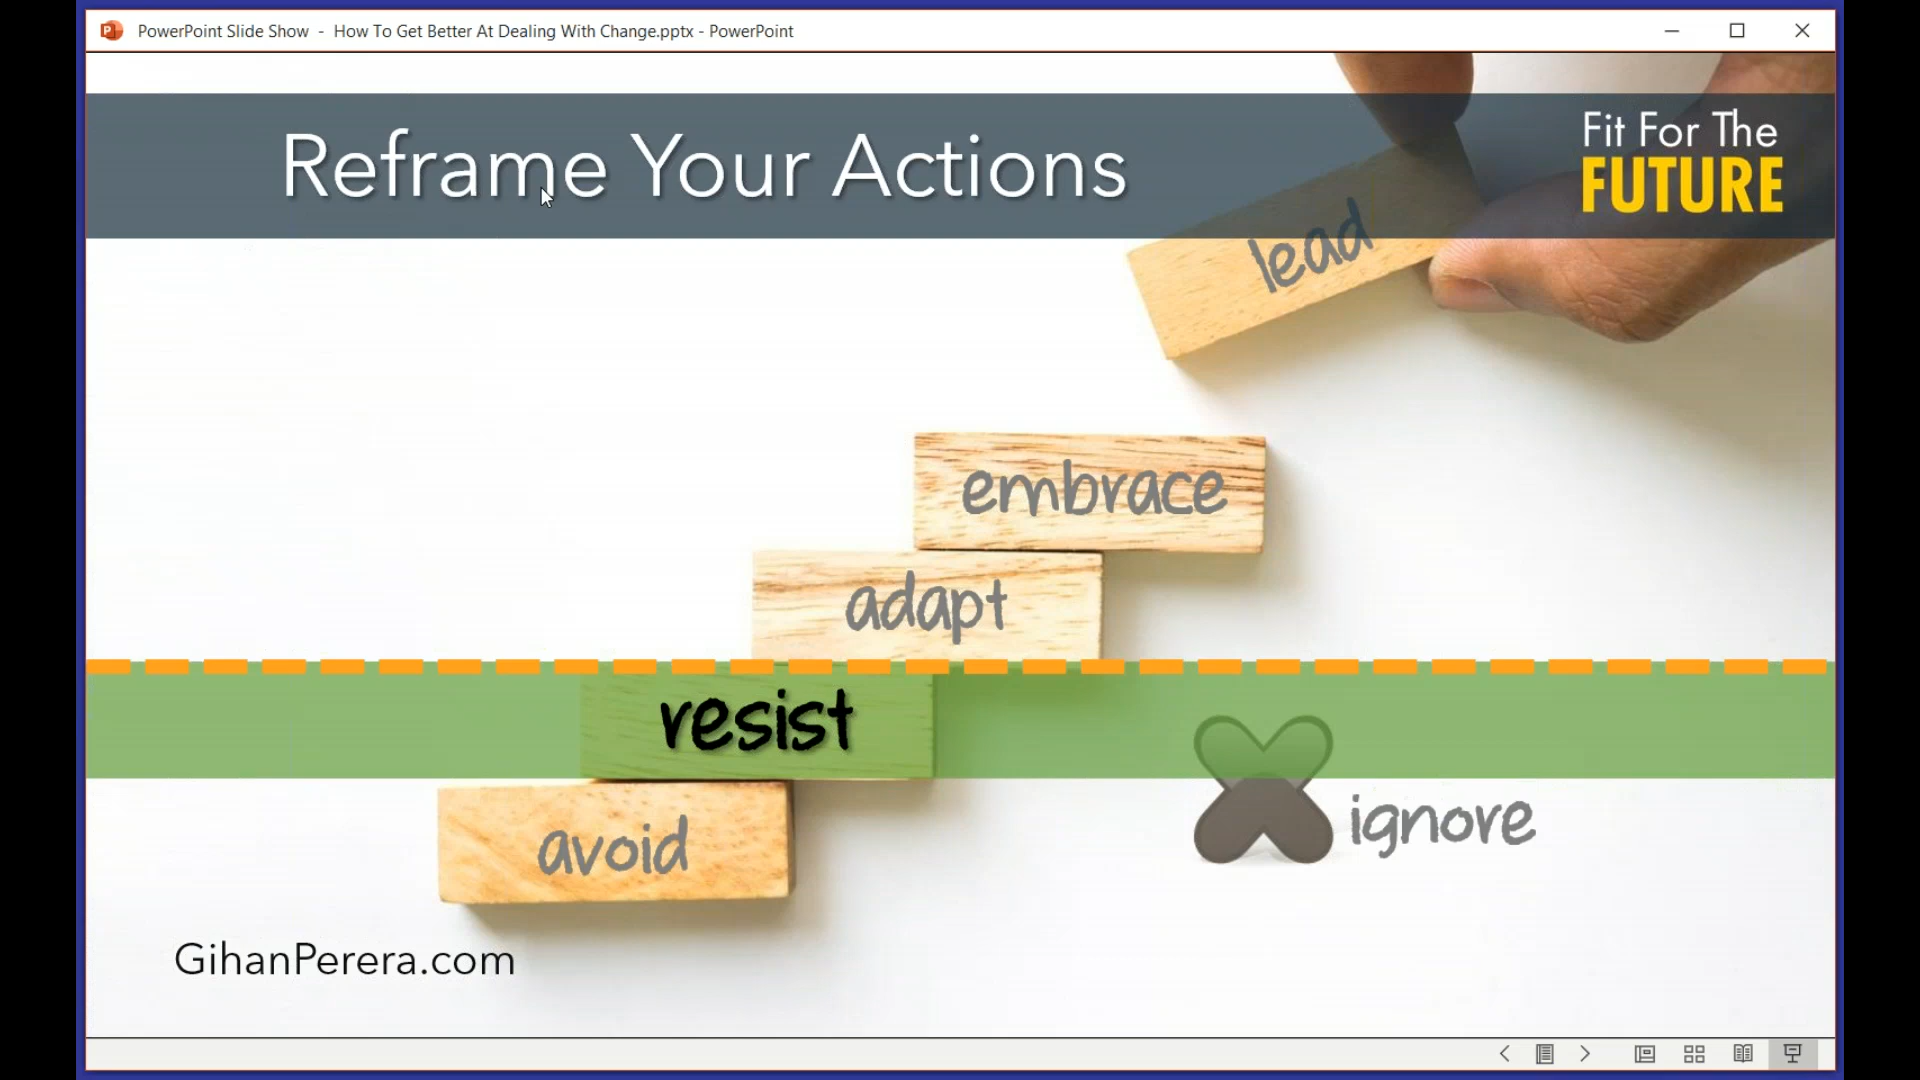 PowerPoint Slide Show - How To Get Better At Dealing With Change.pptx - PowerPoint
Reframe Your Actions
Fit For The
FUTURE
lead
embrace
adapt
resist
avoid
ignore
GihanPerera.com